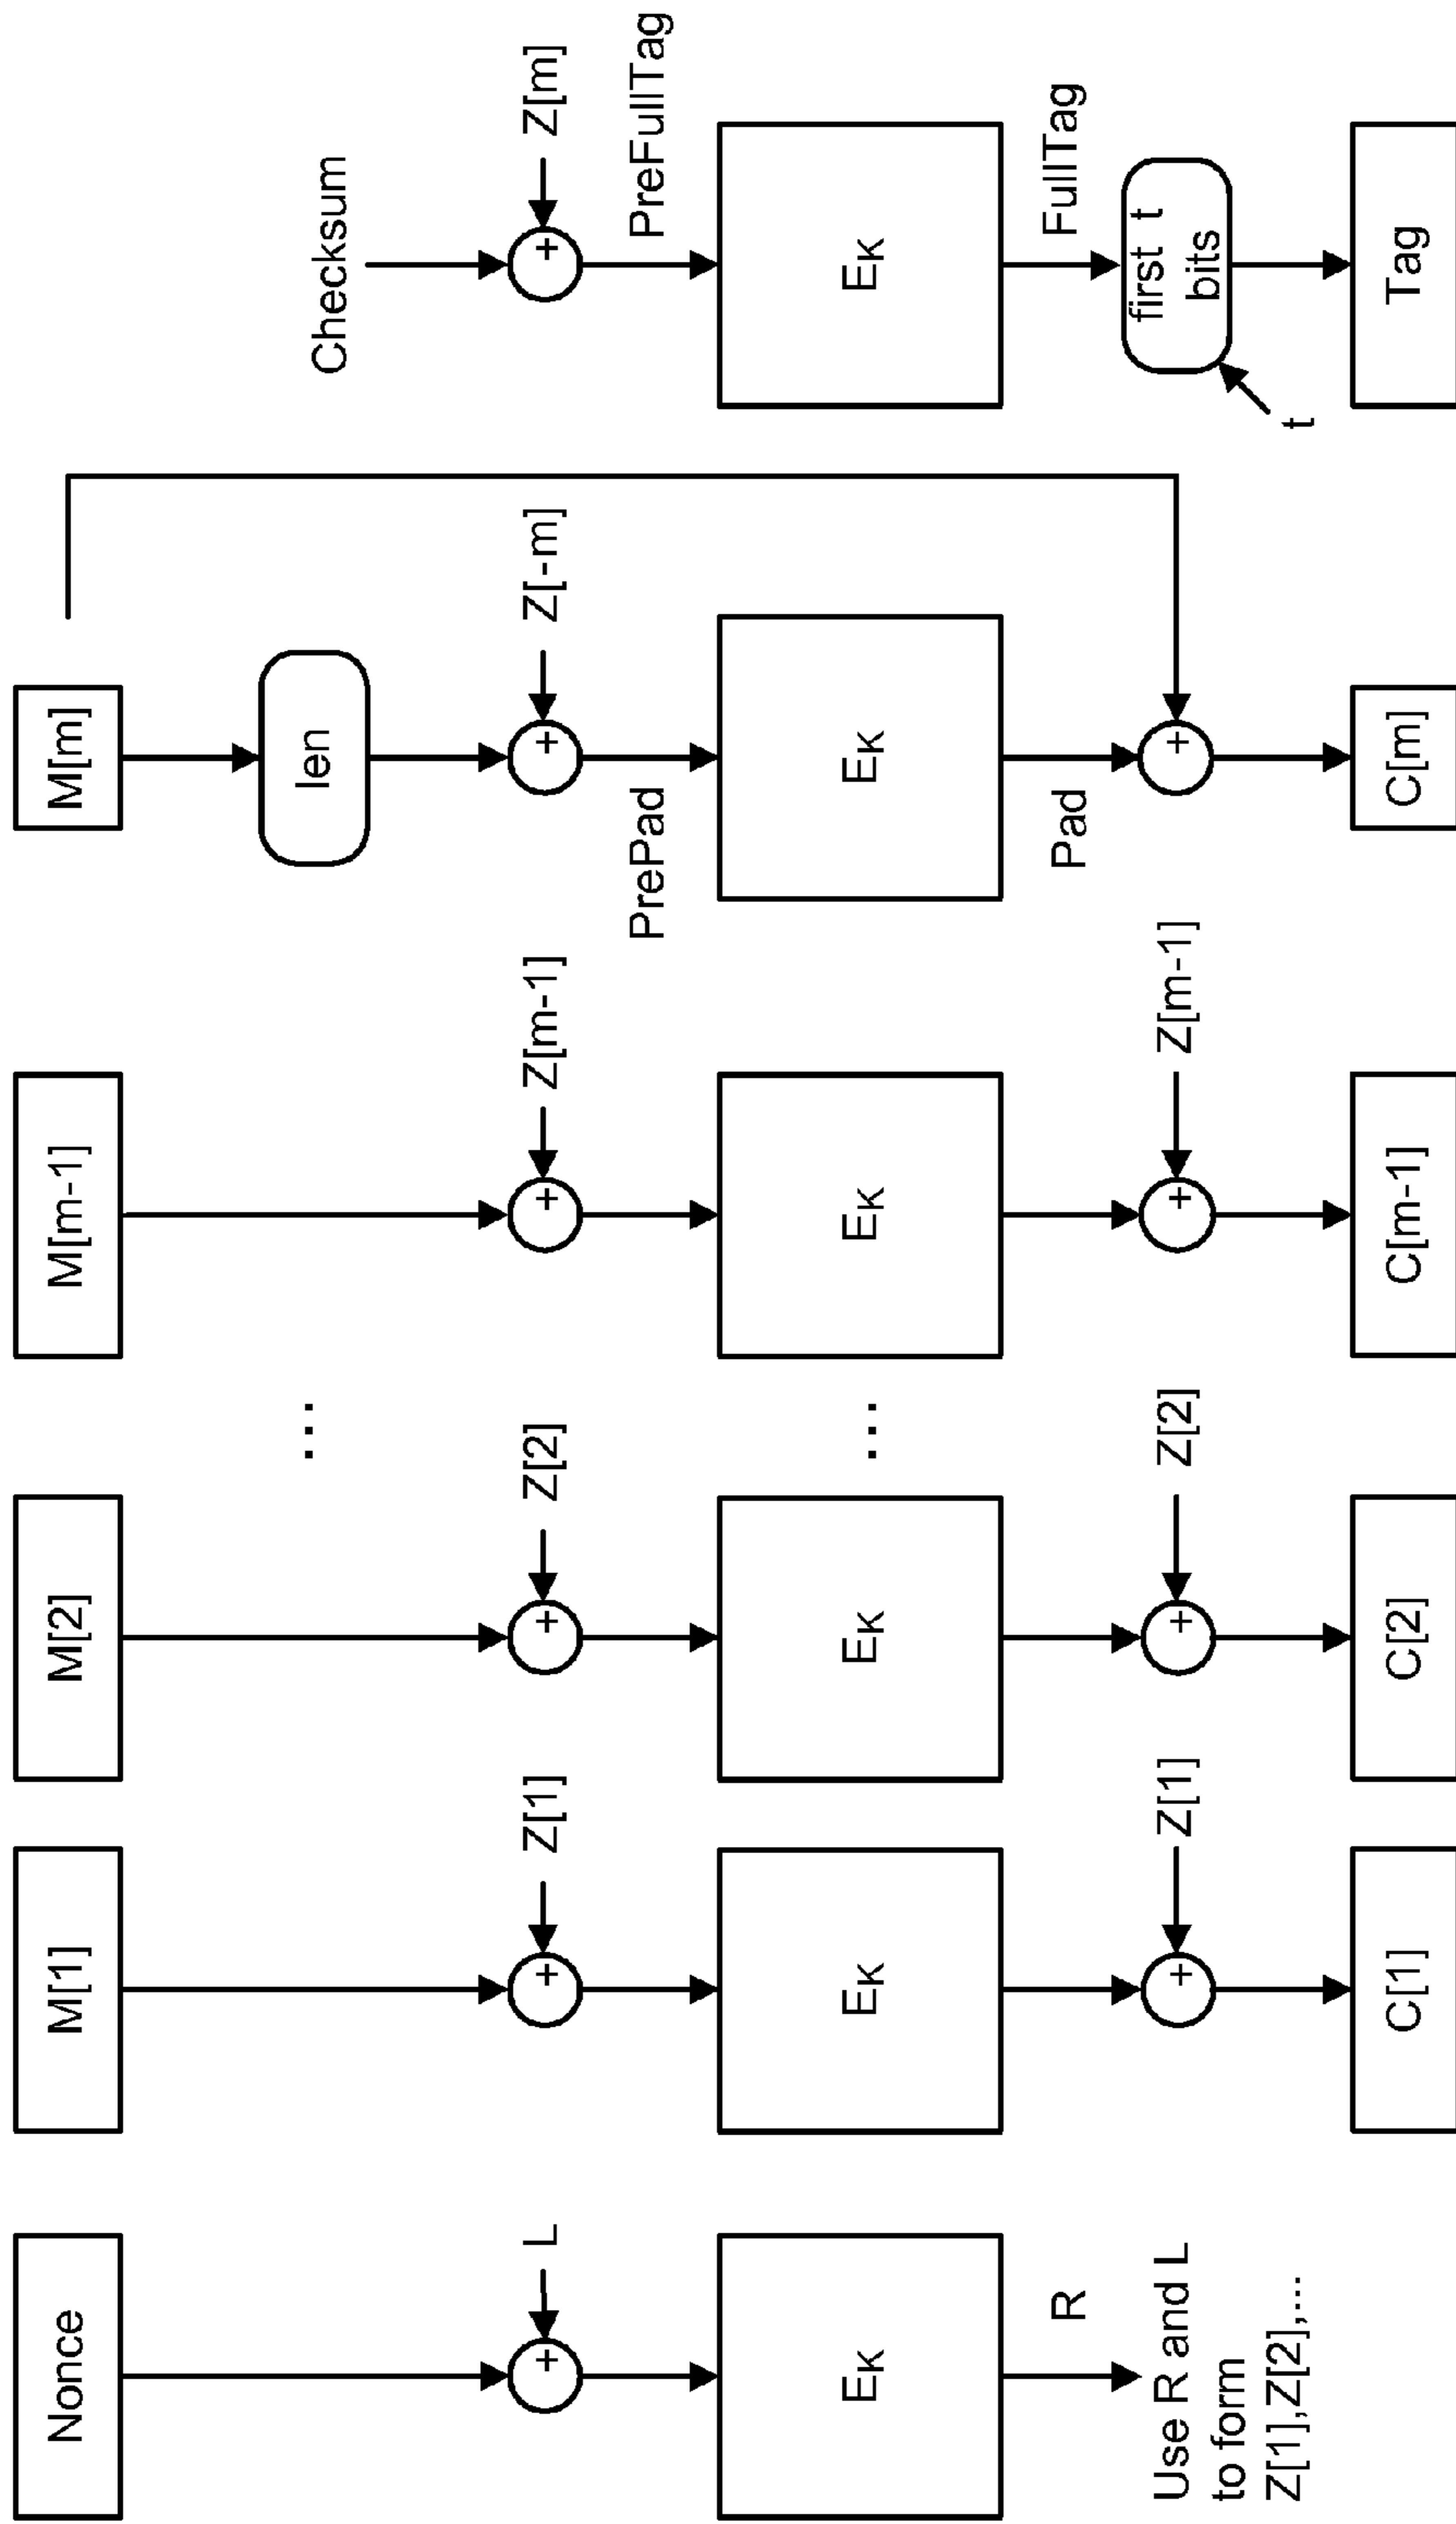 Nonce
M[1]
M[2]
M[m-1]
M[m]
...
len
Checksum
L
Z[1]
Z[2]
Z[m-1]
Z[-m]
Z[m]
PrePad
PreFullTag
EK
EK
EK
...
EK
EK
EK
R
Pad
FullTag
Use R and L
to form
Z[1],Z[2],...
Z[1]
Z[2]
Z[m-1]
first t
bits
t
C[1]
C[2]
C[m-1]
C[m]
Tag